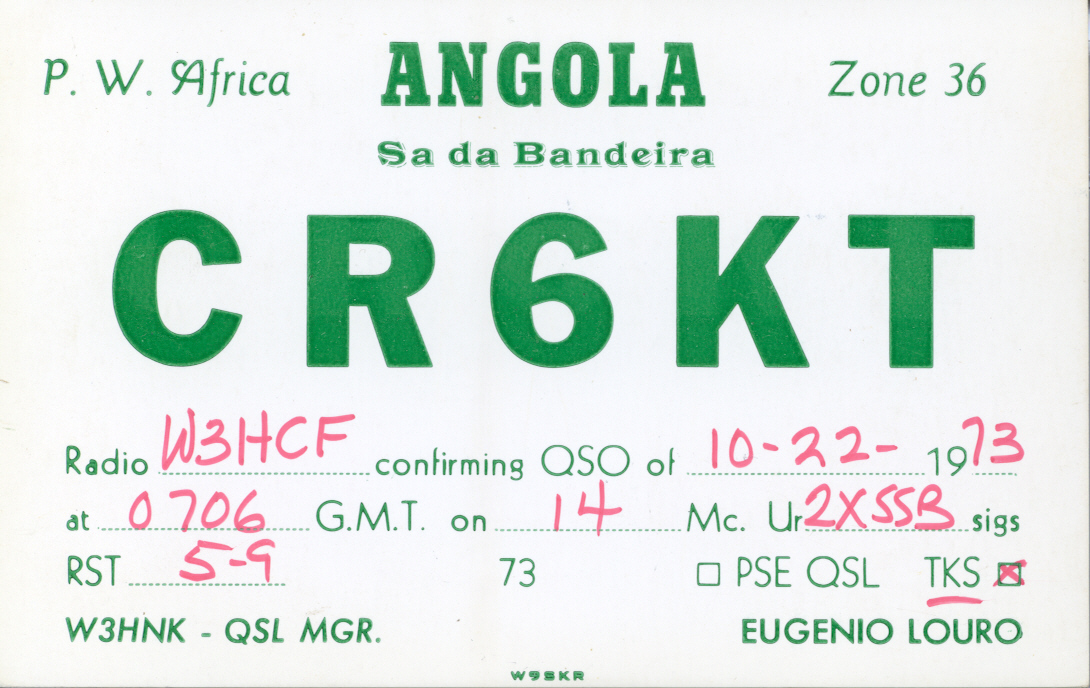 P. W. Africa ANGOLA Zone 36
Sa da Bandeira
CR6KT
Radio W3HCF confirming QSO of 10-22- 1973
at 0706 G.M.T. on 14 Mc. Ur 2XSSB sigs
RST 5-9 73 PSE QSL TKS
W3HNK - QSL MGR. EUGENIO LOURO
W9SKR